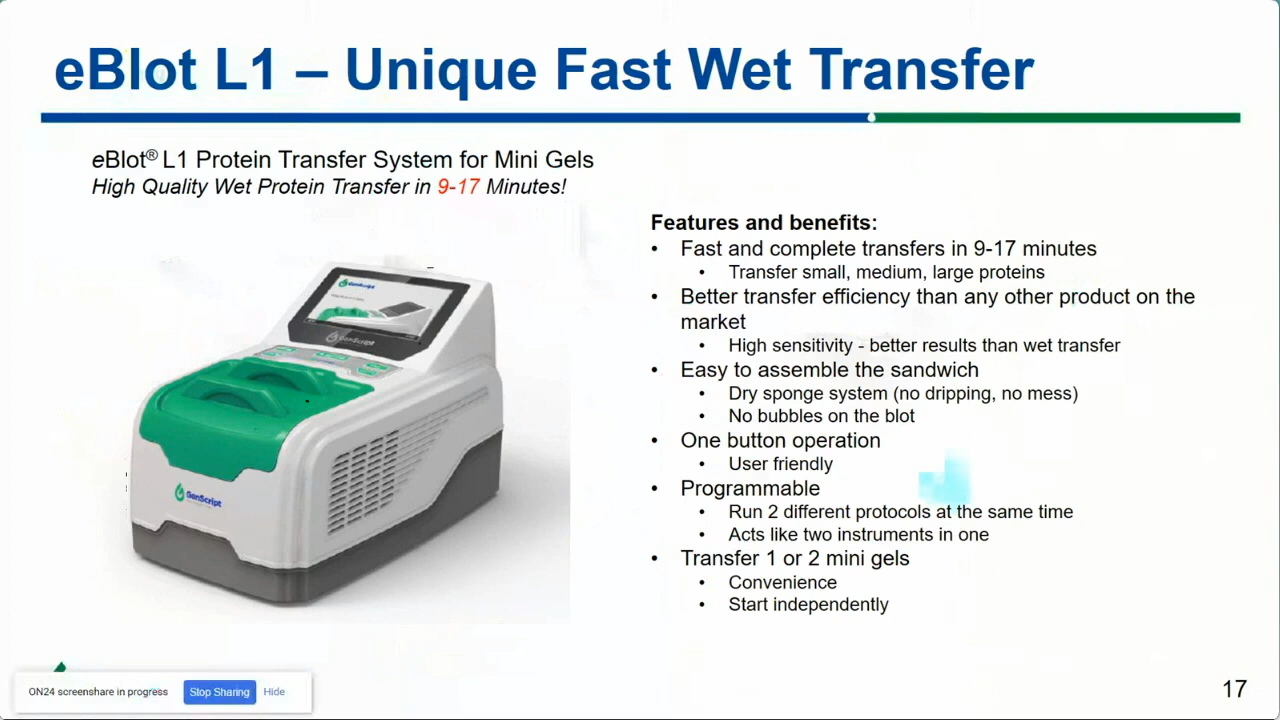 eBlot L1 – Unique Fast Wet Transfer
eBlot® L1 Protein Transfer System for Mini Gels
High Quality Wet Protein Transfer in 9-17 Minutes!
Features and benefits:
• Fast and complete transfers in 9-17 minutes
• Transfer small, medium, large proteins
• Better transfer efficiency than any other product on the
market
• High sensitivity - better results than wet transfer
• Easy to assemble the sandwich
• Dry sponge system (no dripping, no mess)
• No bubbles on the blot
• One button operation
• User friendly
• Programmable
• Run 2 different protocols at the same time
• Acts like two instruments in one
• Transfer 1 or 2 mini gels
• Convenience
• Start independently
GenScript
GenScript
GenScript
ON24 screenshare in progress Stop Sharing Hide
17